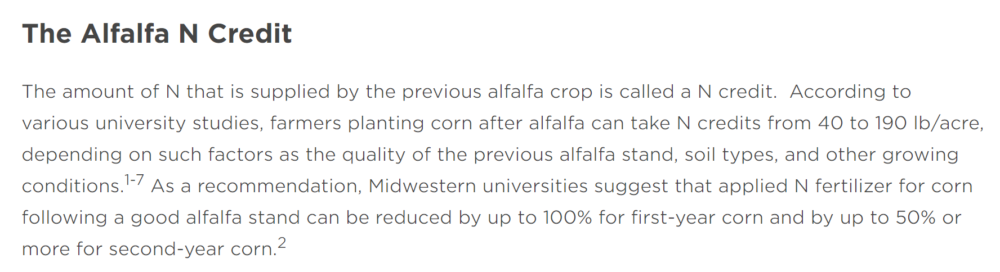 The Alfalfa N Credit
The amount of N that is supplied by the previous alfalfa crop is called a N credit.  According to
various university studies, farmers planting corn after alfalfa can take N credits from 40 to 190 lb/acre,
depending on such factors as the quality of the previous alfalfa stand, soil types, and other growing
conditions.1-7 As a recommendation, Midwestern universities suggest that applied N fertilizer for corn
following a good alfalfa stand can be reduced by up to 100% for first-year corn and by up to 50% or
more for second-year corn.2